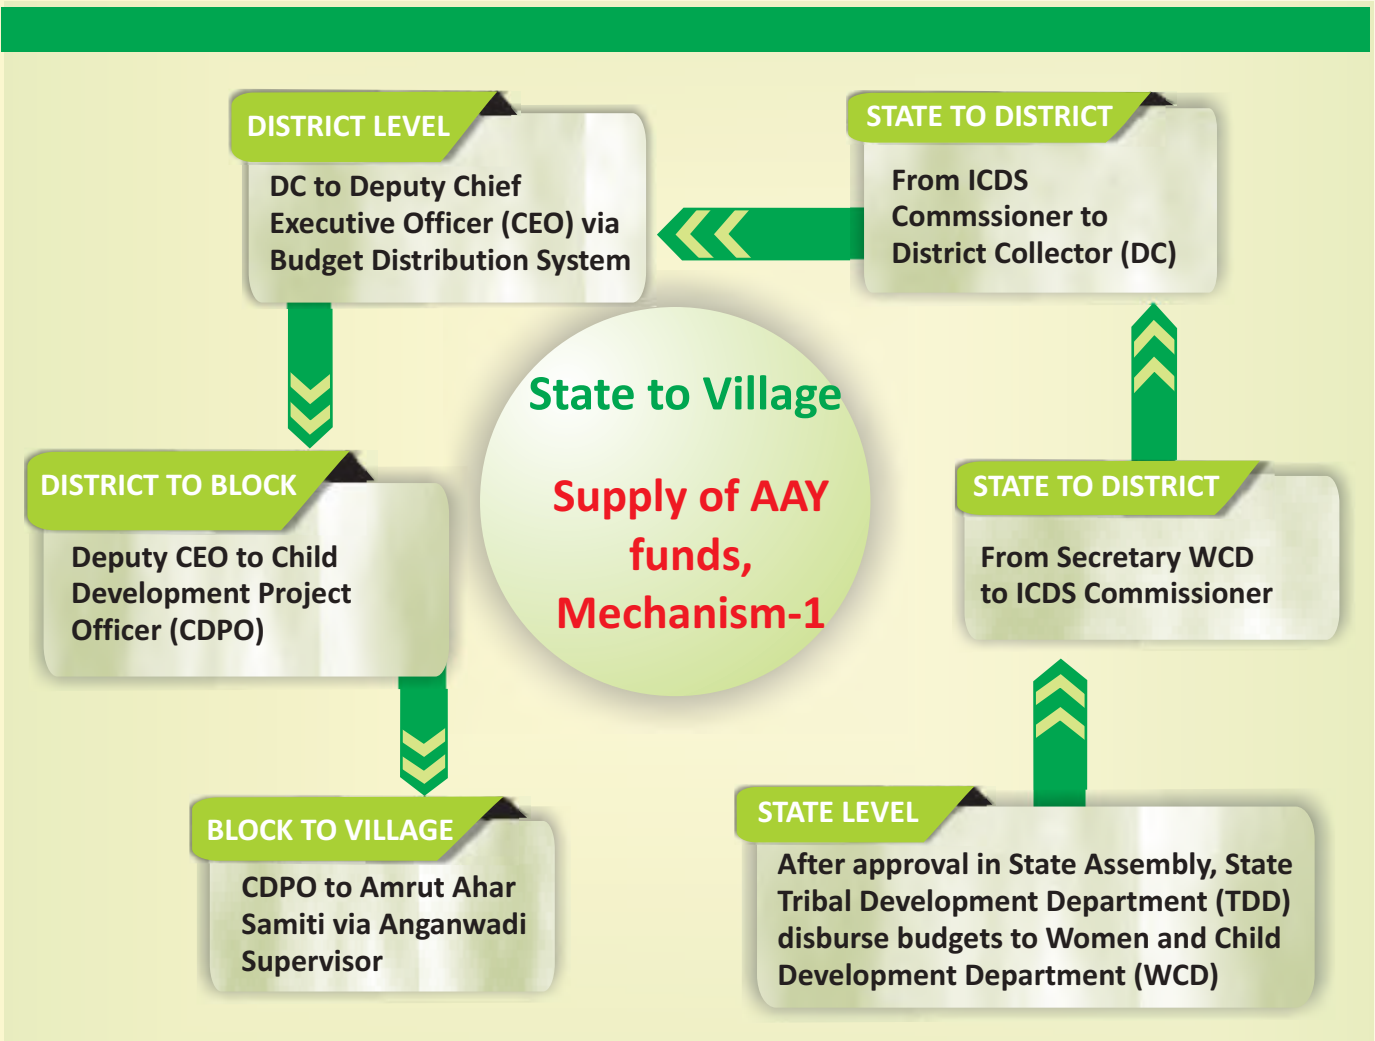 DISTRICT LEVEL
DC to Deputy Chief
Executive Officer (CEO) via
Budget Distribution System
STATE TO DISTRICT
From ICDS
Commssioner to
District Collector (DC)
State to Village
Supply of AAY
funds,
Mechanism-1
DISTRICT TO BLOCK
Deputy CEO to Child
Development Project
Officer (CDPO)
STATE TO DISTRICT
From Secretary WCD
to ICDS Commissioner
BLOCK TO VILLAGE
CDPO to Amrut Ahar
Samiti via Anganwadi
Supervisor
STATE LEVEL
After approval in State Assembly, State
Tribal Development Department (TDD)
disburse budgets to Women and Child
Development Department (WCD)